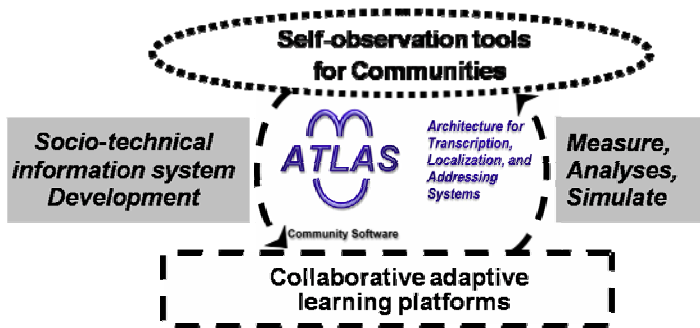 Self-observation tools
for Communities
Socio-technical
information system
Development
ATLAS
Architecture for
Transcription,
Localization, and
Addressing
Systems
Measure,
Analyses,
Simulate
Community Software
Collaborative adaptive
learning platforms